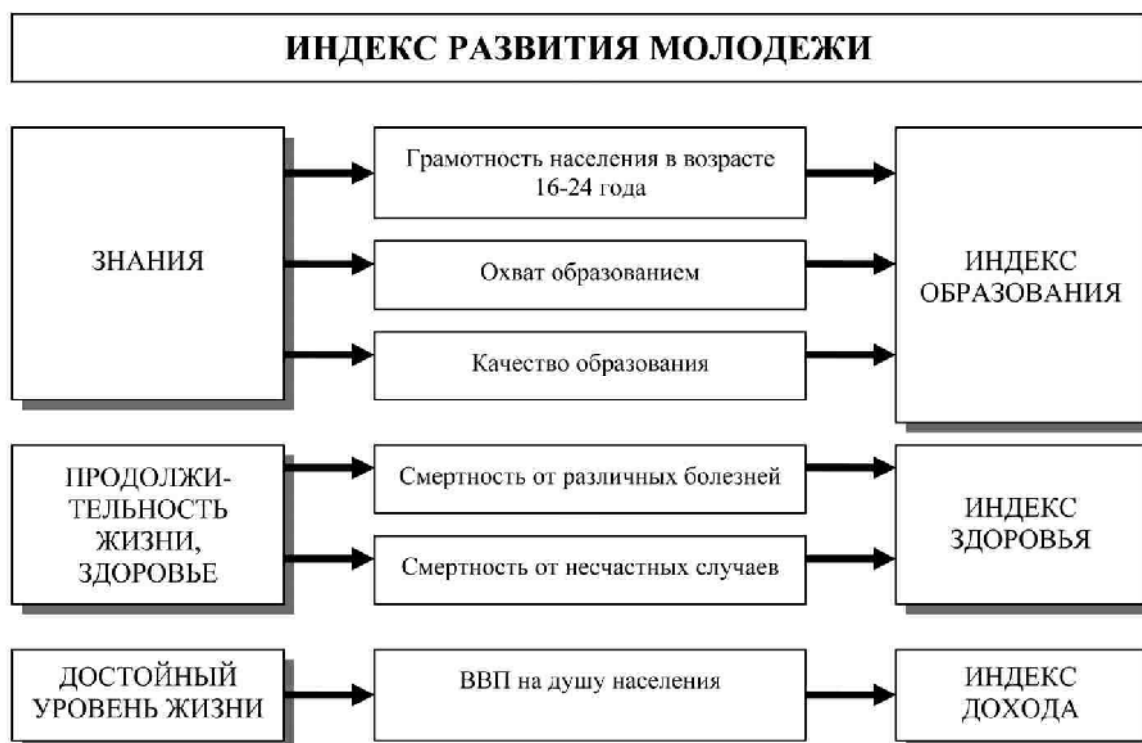 ИНДЕКС РАЗВИТИЯ МОЛОДЕЖИ
ЗНАНИЯ
Грамотность населения в возрасте
16-24 года
Охват образованием
Качество образования
ИНДЕКС
ОБРАЗОВАНИЯ
ПРОДОЛЖИ-
ТЕЛЬНОСТЬ
ЖИЗНИ,
ЗДОРОВЬЕ
Смертность от различных болезней
Смертность от несчастных случаев
ИНДЕКС
ЗДОРОВЬЯ
ДОСТОЙНЫЙ
УРОВЕНЬ ЖИЗНИ
ВВП на душу населения
ИНДЕКС
ДОХОДА